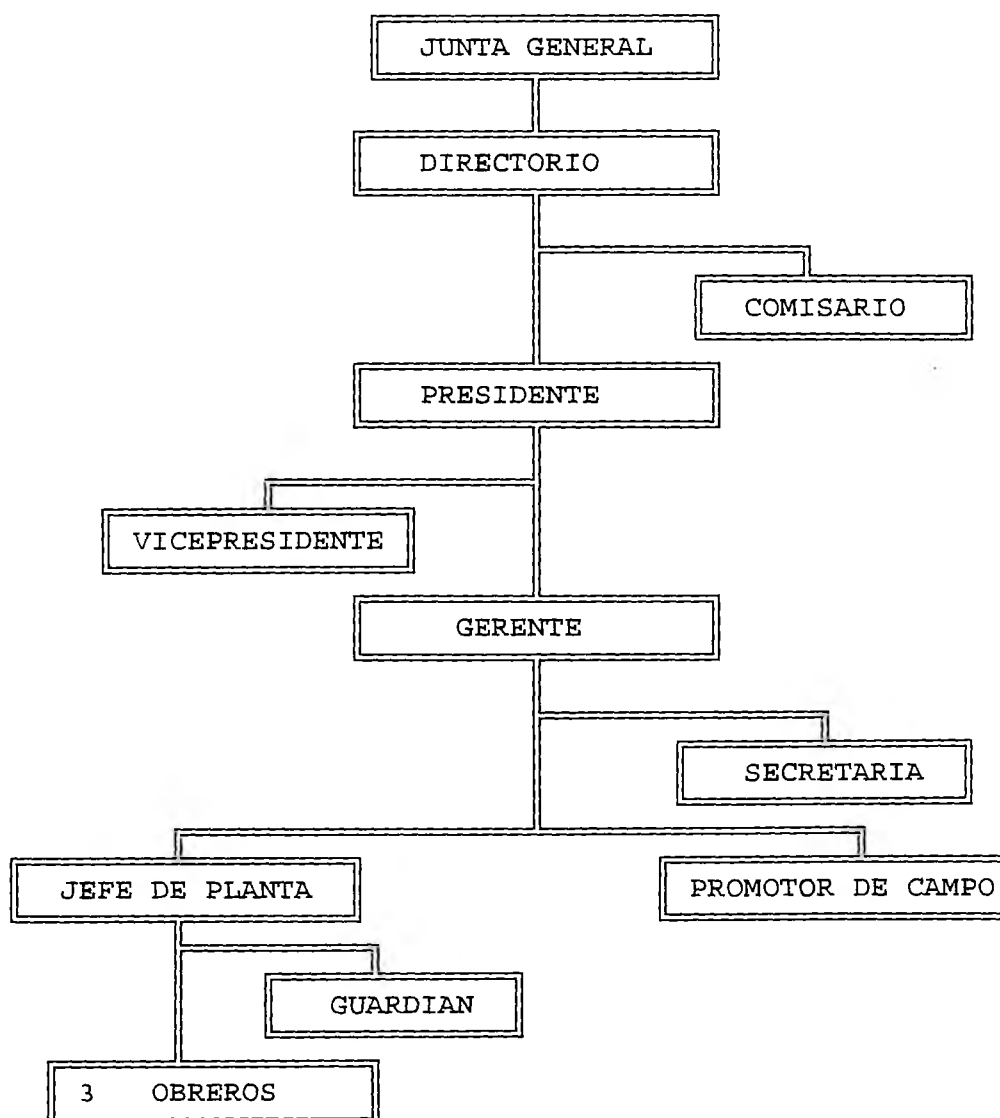 JUNTA GENERAL
DIRECTORIO
COMISARIO
PRESIDENTE
VICEPRESIDENTE
GERENTE
SECRETARIA
JEFE DE PLANTA
PROMOTOR DE CAMPO
GUARDIAN
3 OBREROS